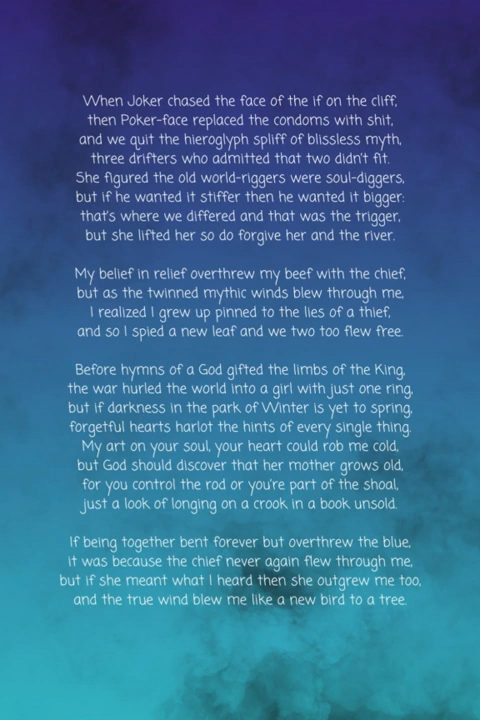 When Joker chased the face of the if on the cliff,
then Poker-face replaced the condoms with shit,
and we quit the hieroglyph spliff of blissless myth,
three drifters who admitted that two didn't fit.
She figured the old world-riggers were soul-diggers,
but if he wanted it stiffer then he wanted it bigger:
that's where we differed and that was the trigger,
but she lifted her so do forgive her and the river.
My belief in relief overthrew my beef with the chief,
but as the twinned mythic winds blew through me,
I realized I grew up pinned to the lies of a thief,
and so I spied a new leaf and we two too flew free.
Before hymns of a God gifted the limbs of the King,
the war hurled the world into a girl with just one ring,
but if darkness in the park of Winter is yet to spring,
forgetful hearts harlot the hints of every single thing.
My art on your soul, your heart could rob me cold,
but God should discover that her mother grows old,
for you control the rod or you're part of the shoal,
just a look of longing on a crook in a book unsold.
If being together bent forever but overthrew the blue,
it was because the chief never again flew through me,
but if she meant what I heard then she outgrew me too,
and the true wind blew me like a new bird to a tree.